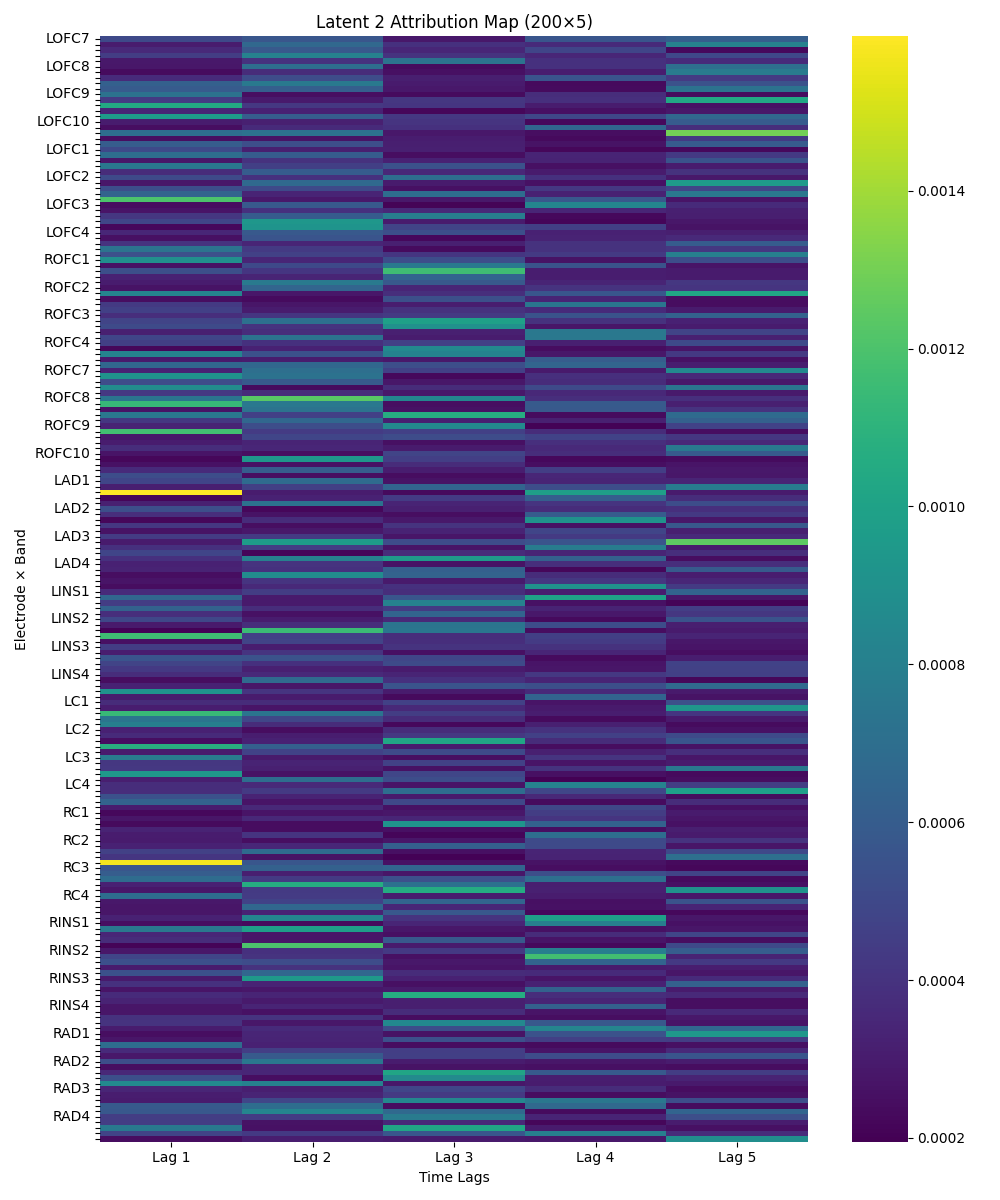 Latent 2 Attribution Map (200×5)
LOFC7
LOFC8
LOFC9
LOFC10
LOFC1
LOFC2
LOFC3
LOFC4
ROFC1
ROFC2
ROFC3
ROFC4
ROFC7
ROFC8
ROFC9
ROFC10
LAD1
LAD2
LAD3
LAD4
LINS1
LINS2
LINS3
LINS4
LC1
LC2
LC3
LC4
RC1
RC2
RC3
RC4
RINS1
RINS2
RINS3
RINS4
RAD1
RAD2
RAD3
RAD4
Electrode × Band
Lag 1
Lag 2
Lag 3
Lag 4
Lag 5
Time Lags
0.0014
0.0012
0.0010
0.0008
0.0006
0.0004
0.0002